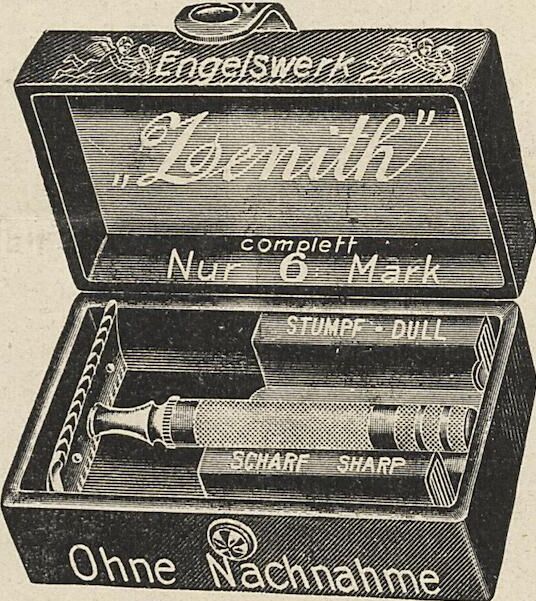 Engelswerk
„Zenith”
complett
Nur 6 Mark
STUMPF - DULL
SCHARF SHARP
Ohne Nachnahme